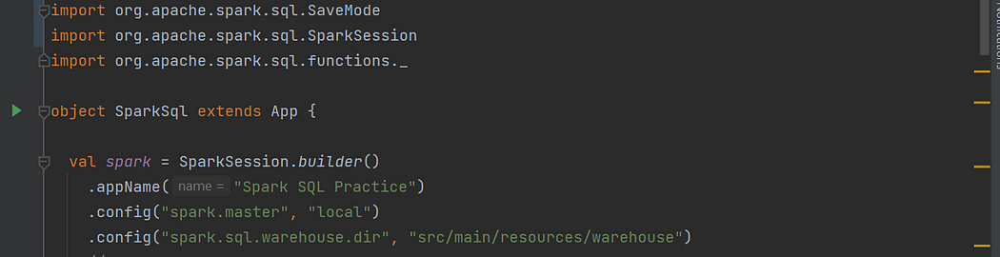 import org.apache.spark.sql.SaveMode
import org.apache.spark.sql.SparkSession
import org.apache.spark.sql.functions._
object SparkSql extends App {
val spark = SparkSession.builder()
.appName( name = "Spark SQL Practice")
.config("spark.master", "local")
.config("spark.sql.warehouse.dir", "src/main/resources/warehouse")